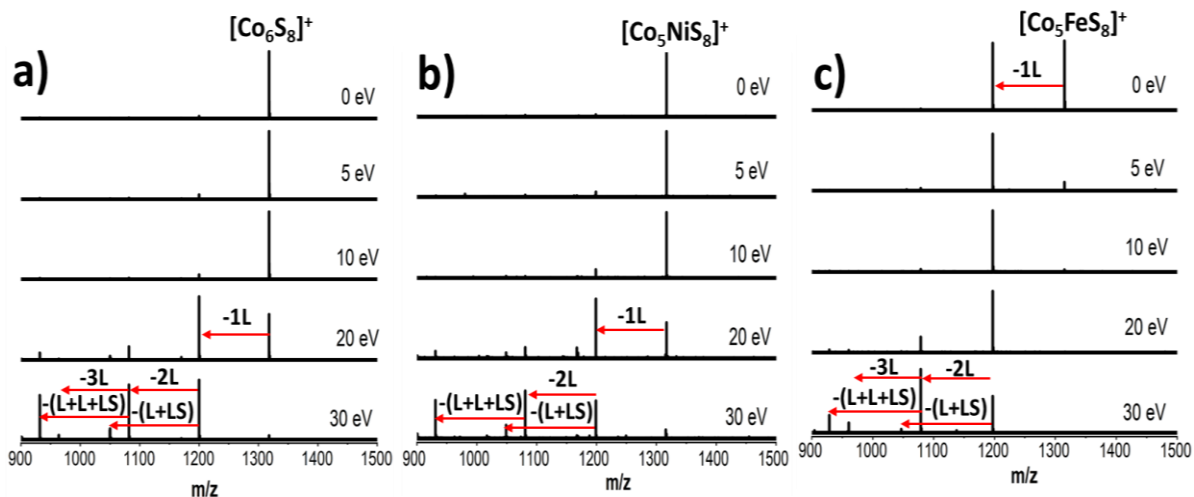 a)
[Co₆S₈]⁺
0 eV
5 eV
10 eV
20 eV
-1L
30 eV
-3L
-2L
-(L+L+LS)
-(L+LS)
900 1000 1100 1200 1300 1400 1500
m/z
b)
[Co₅NiS₈]⁺
0 eV
5 eV
10 eV
20 eV
-1L
30 eV
-2L
-(L+L+LS)
-(L+LS)
900 1000 1100 1200 1300 1400 1500
m/z
c)
[Co₅FeS₈]⁺
-1L
0 eV
5 eV
10 eV
20 eV
30 eV
-3L
-2L
-(L+L+LS)
-(L+LS)
900 1000 1100 1200 1300 1400 1500
m/z